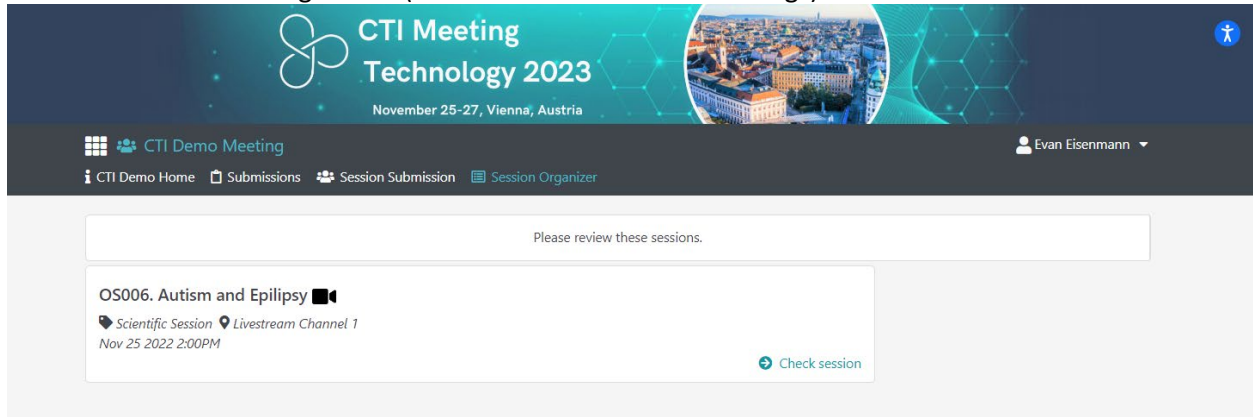 CTI Meeting
Technology 2023
November 25-27, Vienna, Austria
CTI Demo Meeting
Evan Eisenmann
CTI Demo Home Submissions Session Submission Session Organizer
Please review these sessions.
OS006. Autism and Epilipsy
Scientific Session Livestream Channel 1
Nov 25 2022 2:00PM
Check session